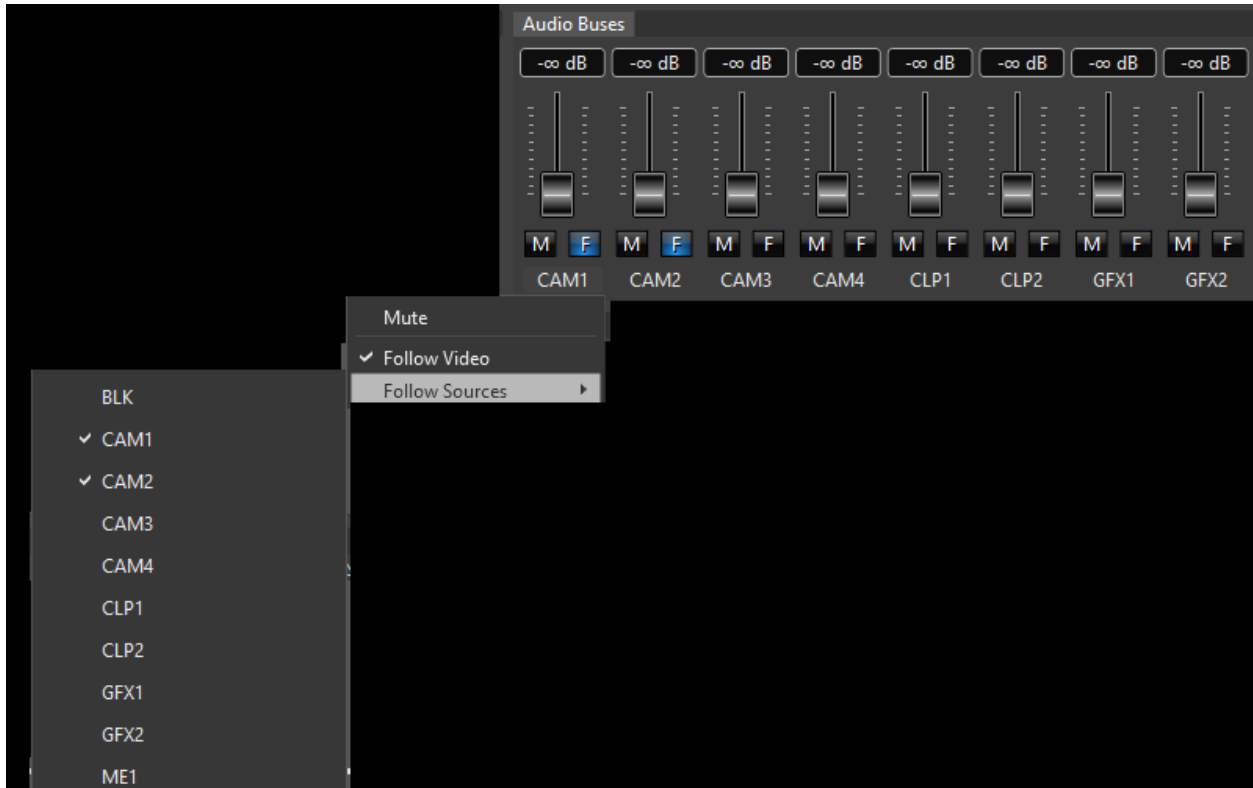 Audio Buses
-∞ dB -∞ dB -∞ dB -∞ dB -∞ dB -∞ dB -∞ dB -∞ dB
M F M F M F M F M F M F M F M F
CAM1 CAM2 CAM3 CAM4 CLP1 CLP2 GFX1 GFX2
Mute
Follow Video
Follow Sources
BLK
CAM1
CAM2
CAM3
CAM4
CLP1
CLP2
GFX1
GFX2
ME1